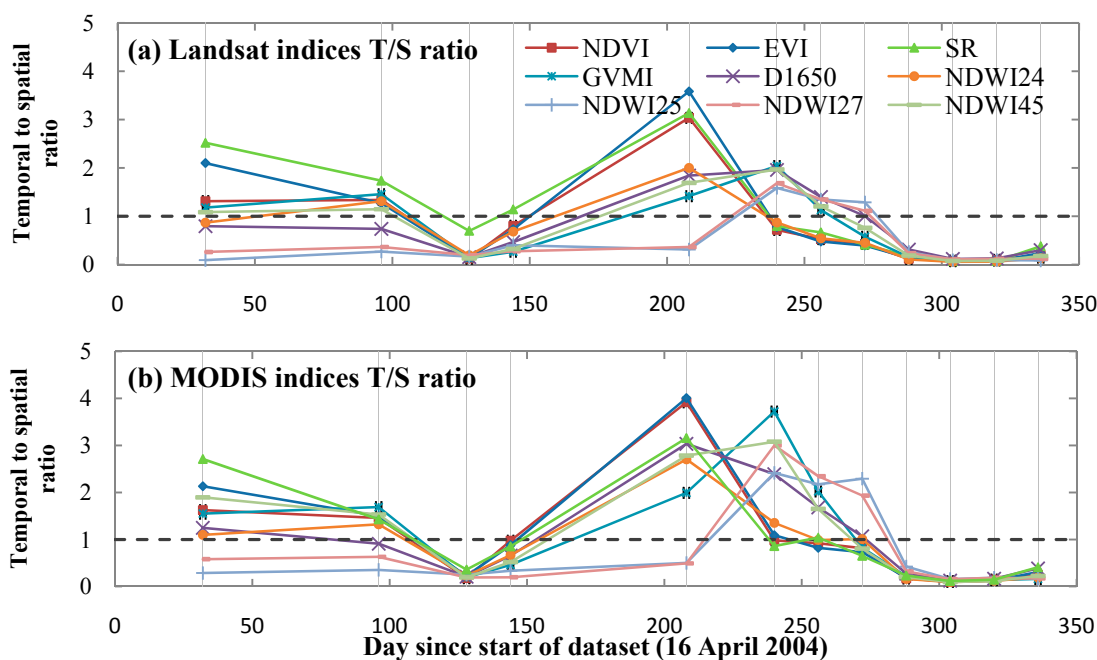 5
(a) Landsat indices T/S ratio
NDVI EVI SR
GVMI D1650 NDWI24
NDWI25 NDWI27 NDWI45
4
3
2
1
0
Temporal to spatial
ratio
0 50 100 150 200 250 300 350
5
(b) MODIS indices T/S ratio
4
3
2
1
0
Temporal to spatial
ratio
0 50 100 150 200 250 300 350
Day since start of dataset (16 April 2004)